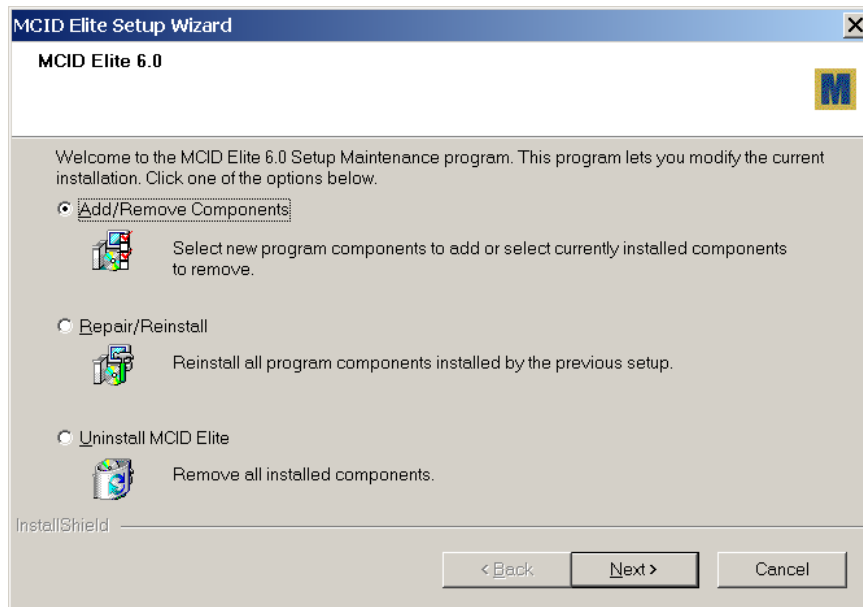 MCID Elite Setup Wizard
MCID Elite 6.0
M
Welcome to the MCID Elite 6.0 Setup Maintenance program. This program lets you modify the current
installation. Click one of the options below.
Add/Remove Components
Select new program components to add or select currently installed components
to remove.
Repair/Reinstall
Reinstall all program components installed by the previous setup.
Uninstall MCID Elite
Remove all installed components.
InstallShield
< Back
Next >
Cancel